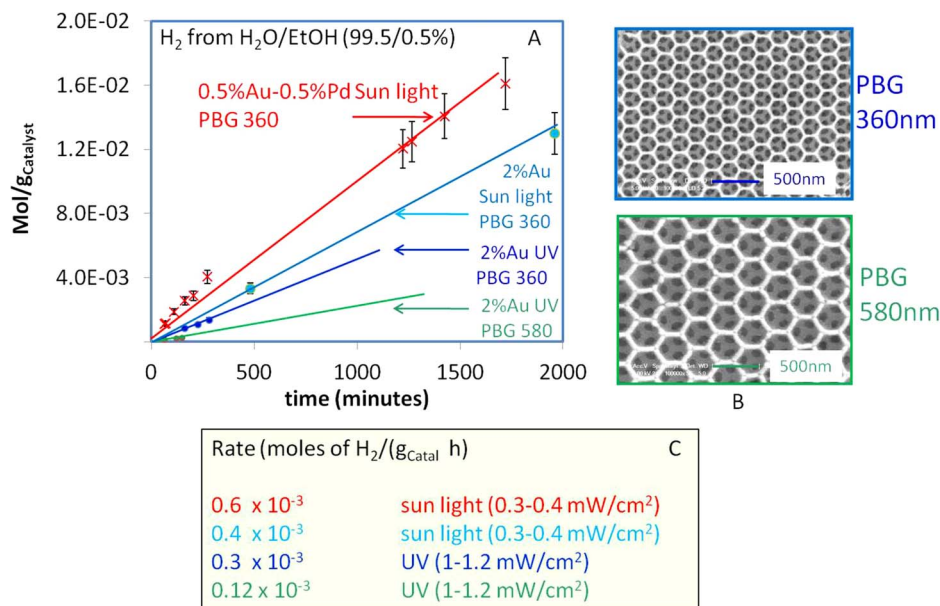 2.0E-02
1.6E-02
1.2E-02
8.0E-03
4.0E-03
Mol/gCatalyst
H₂ from H₂O/EtOH (99.5/0.5%)
A
0.5%Au-0.5%Pd Sun light
PBG 360
2%Au
Sun light
PBG 360
2%Au UV
PBG 360
2%Au UV
PBG 580
0 500 1000 1500 2000
time (minutes)
500nm
PBG
360nm
500nm
PBG
580nm
B
Rate (moles of H₂/(gCatal h) C
0.6 x 10⁻³ sun light (0.3-0.4 mW/cm²)
0.4 x 10⁻³ sun light (0.3-0.4 mW/cm²)
0.3 x 10⁻³ UV (1-1.2 mW/cm²)
0.12 x 10⁻³ UV (1-1.2 mW/cm²)